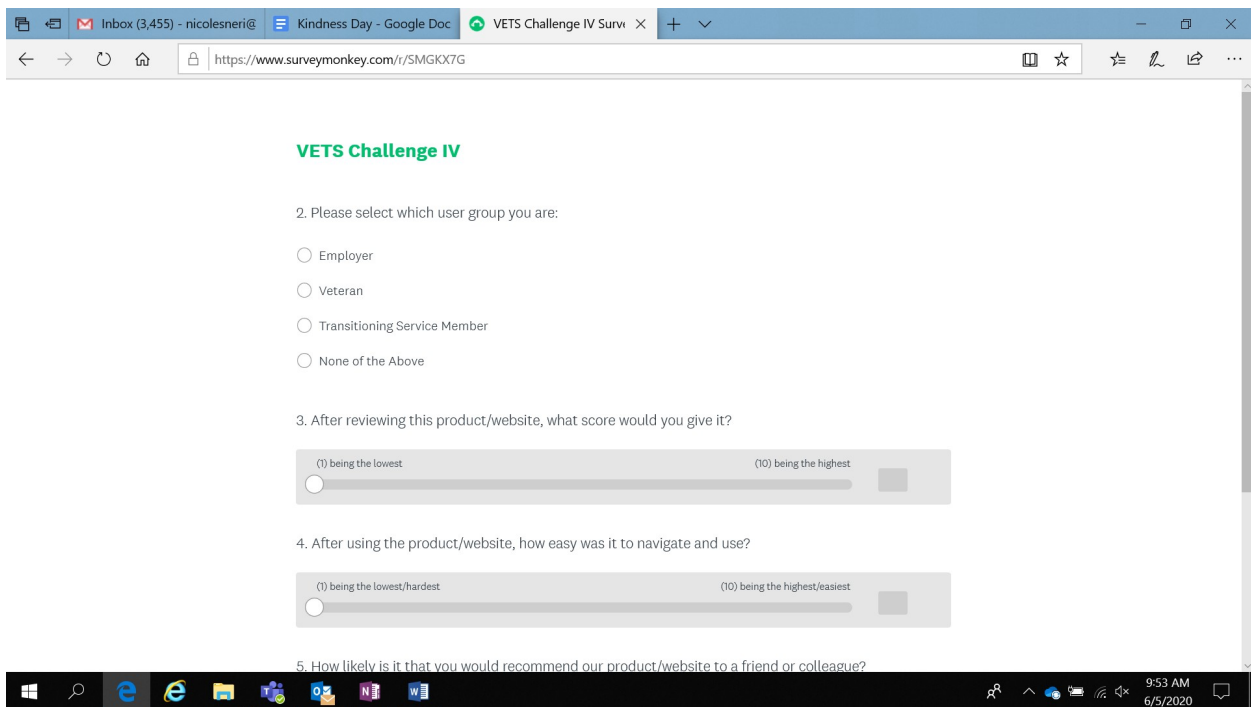 Inbox (3,455) - nicolesneri@
Kindness Day - Google Doc
VETS Challenge IV Surve
https://www.surveymonkey.com/r/SMGKX7G
VETS Challenge IV
2. Please select which user group you are:
Employer
Veteran
Transitioning Service Member
None of the Above
3. After reviewing this product/website, what score would you give it?
(1) being the lowest (10) being the highest
4. After using the product/website, how easy was it to navigate and use?
(1) being the lowest/hardest (10) being the highest/easiest
5. How likely is it that you would recommend our product/website to a friend or colleague?
9:53 AM
6/5/2020